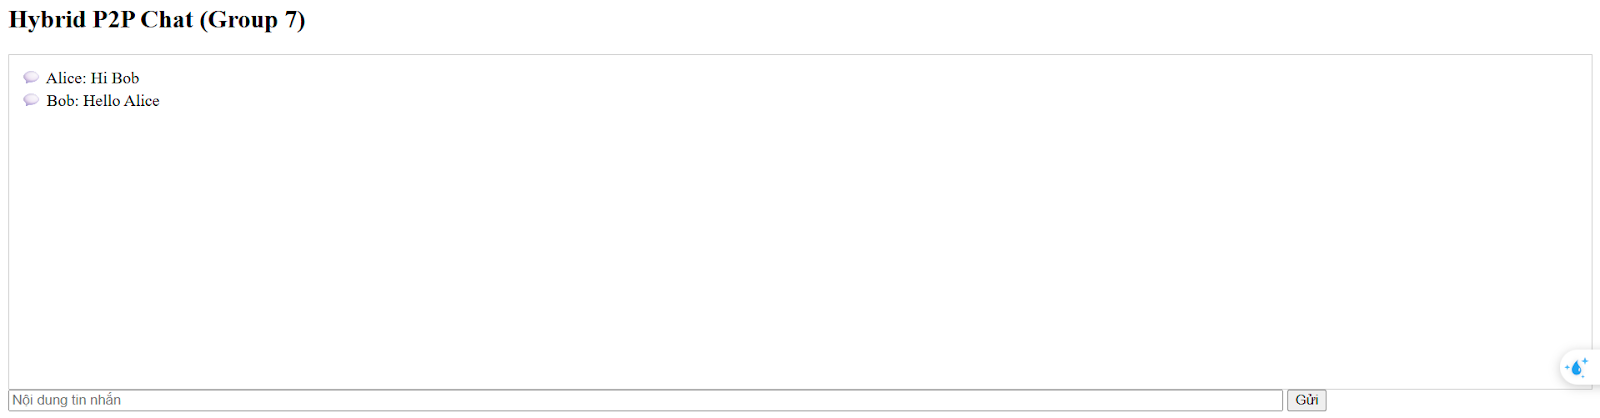 Hybrid P2P Chat (Group 7)
Alice: Hi Bob
Bob: Hello Alice
Nội dung tin nhắn
Gửi